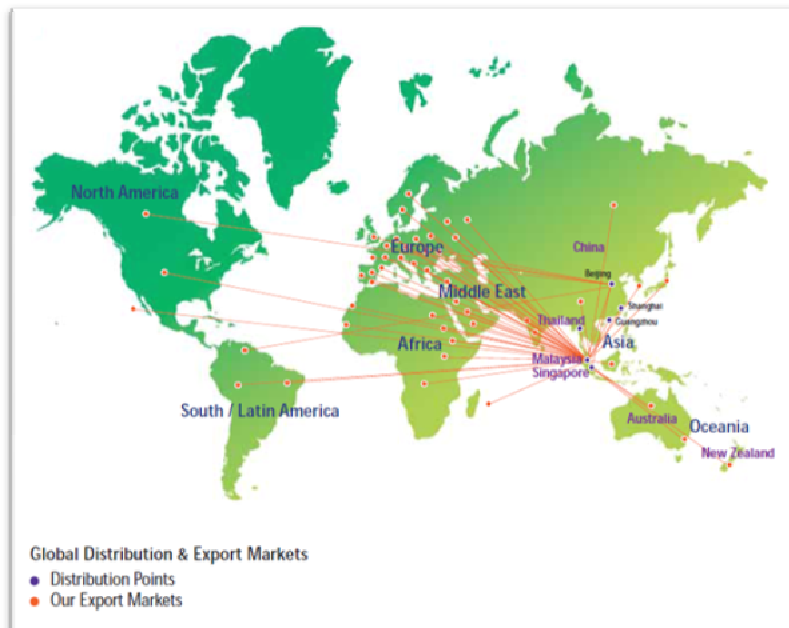 North America
China
Europe
Beijing
Middle East
Shanghai
Thailand
Guangzhou
Africa
Asia
Malaysia
Singapore
South / Latin America
Australia
Oceania
New Zealand
Global Distribution & Export Markets
Distribution Points
Our Export Markets